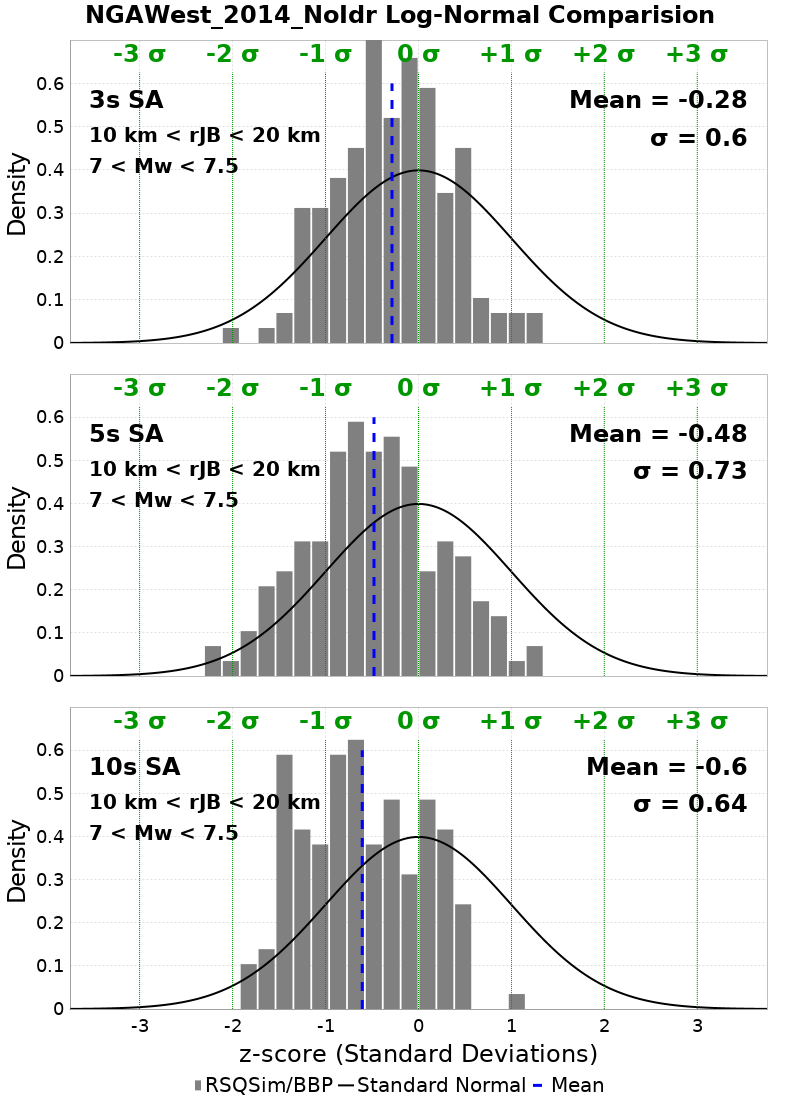 NGAWest_2014_NoIdr Log-Normal Comparision
-3 σ -2 σ -1 σ 0 σ +1 σ +2 σ +3 σ
3s SA
Mean = -0.28
10 km < rJB < 20 km
σ = 0.6
7 < Mw < 7.5
Density
0.6
0.5
0.4
0.3
0.2
0.1
0
-3 σ -2 σ -1 σ 0 σ +1 σ +2 σ +3 σ
5s SA
Mean = -0.48
10 km < rJB < 20 km
σ = 0.73
7 < Mw < 7.5
Density
0.6
0.5
0.4
0.3
0.2
0.1
0
-3 σ -2 σ -1 σ 0 σ +1 σ +2 σ +3 σ
10s SA
Mean = -0.6
10 km < rJB < 20 km
σ = 0.64
7 < Mw < 7.5
Density
0.6
0.5
0.4
0.3
0.2
0.1
0
-3 -2 -1 0 1 2 3
z-score (Standard Deviations)
RSQSim/BBP Standard Normal Mean